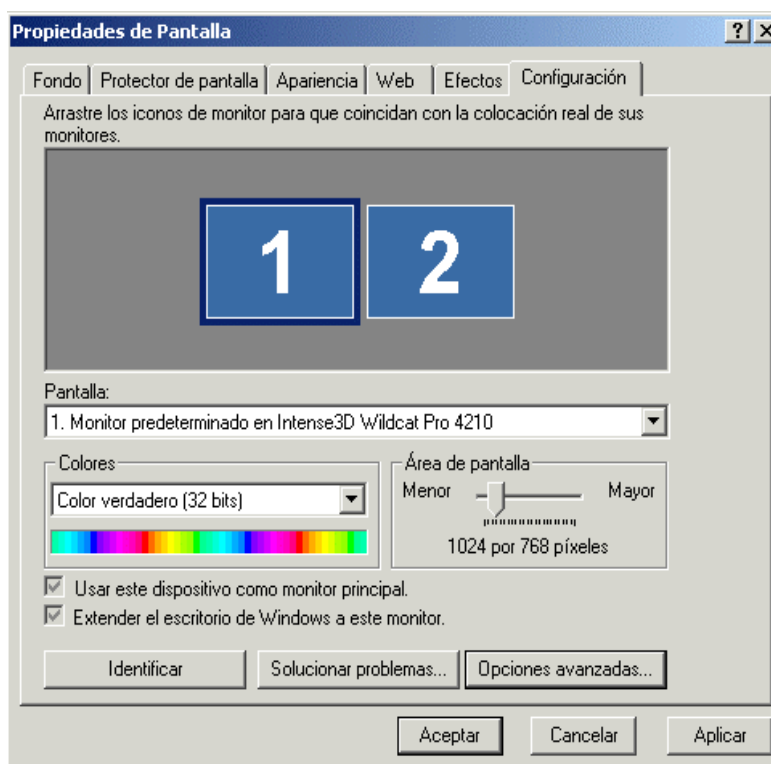 Propiedades de Pantalla
Fondo Protector de pantalla Apariencia Web Efectos Configuración
Arrastre los iconos de monitor para que coincidan con la colocación real de sus
monitores.
1 2
Pantalla:
1. Monitor predeterminado en Intense3D Wildcat Pro 4210
Colores Área de pantalla
Color verdadero (32 bits) Menor Mayor
1024 por 768 píxeles
Usar este dispositivo como monitor principal.
Extender el escritorio de Windows a este monitor.
Identificar Solucionar problemas... Opciones avanzadas...
Aceptar Cancelar Aplicar